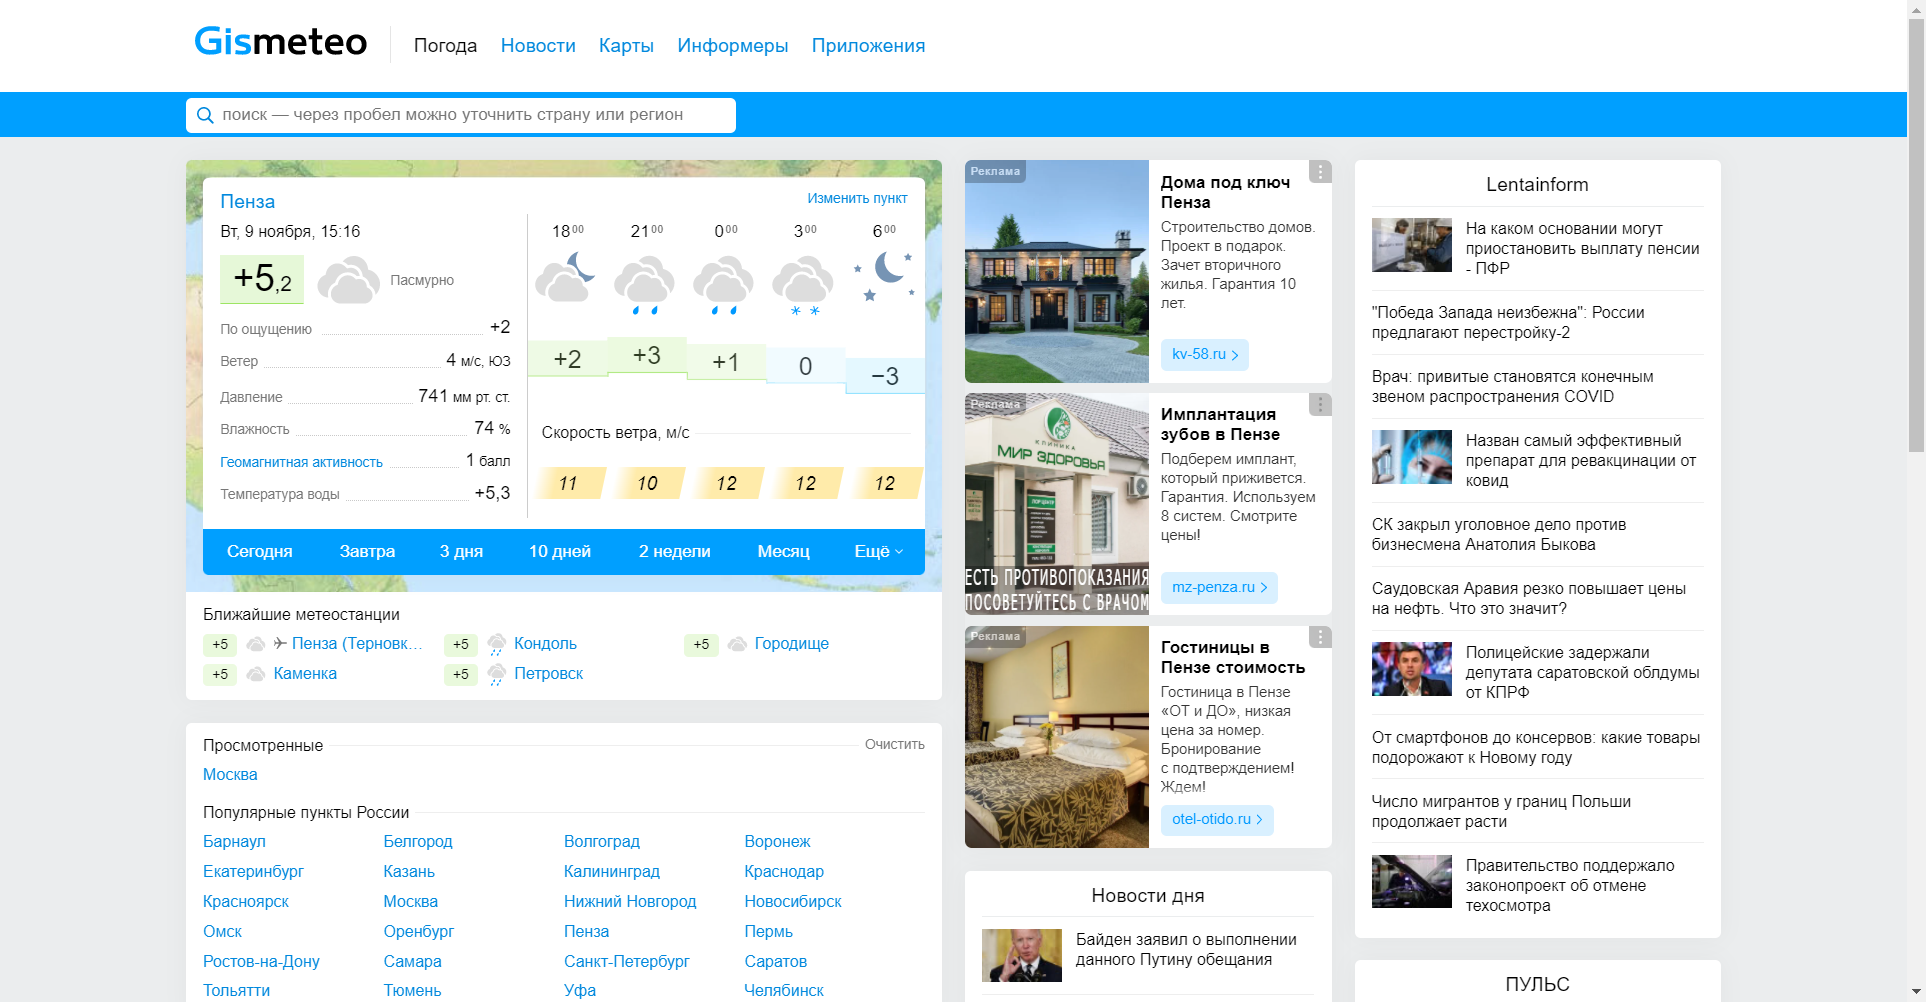 Gismeteo
Погода Новости Карты Информеры Приложения
поиск — через пробел можно уточнить страну или регион
Пенза
Изменить пункт
Вт, 9 ноября, 15:16
+5,2
Пасмурно
По ощущению +2
Ветер 4 м/с, ЮЗ
Давление 741 мм рт. ст.
Влажность 74 %
Геомагнитная активность 1 балл
Температура воды +5,3
18 00 21 00 0 00 3 00 6 00
+2 +3 +1 0 −3
Скорость ветра, м/с
11 10 12 12 12
Сегодня Завтра 3 дня 10 дней 2 недели Месяц Ещё
Ближайшие метеостанции
+5 Пенза (Терновк… +5 Кондоль +5 Городище
+5 Каменка +5 Петровск
Просмотренные Очистить
Москва
Популярные пункты России
Барнаул Белгород Волгоград Воронеж
Екатеринбург Казань Калининград Краснодар
Красноярск Москва Нижний Новгород Новосибирск
Омск Оренбург Пенза Пермь
Ростов-на-Дону Самара Санкт-Петербург Саратов
Тольятти Тюмень Уфа Челябинск
Реклама
Дома под ключ
Пенза
Строительство домов.
Проект в подарок.
Зачет вторичного
жилья. Гарантия 10
лет.
kv-58.ru
Реклама
КЛИНИКА
МИР ЗДОРОВЬЯ
ЕСТЬ ПРОТИВОПОКАЗАНИЯ
ПОСОВЕТУЙТЕСЬ С ВРАЧОМ
Имплантация
зубов в Пензе
Подберем имплант,
который приживется.
Гарантия. Используем
8 систем. Смотрите
цены!
mz-penza.ru
Реклама
Гостиницы в
Пензе стоимость
Гостиница в Пензе
«ОТ и ДО», низкая
цена за номер.
Бронирование
с подтверждением!
Ждем!
otel-otido.ru
Новости дня
Байден заявил о выполнении
данного Путину обещания
Lentainform
На каком основании могут
приостановить выплату пенсии
- ПФР
"Победа Запада неизбежна": России
предлагают перестройку-2
Врач: привитые становятся конечным
звеном распространения COVID
Назван самый эффективный
препарат для ревакцинации от
ковид
СК закрыл уголовное дело против
бизнесмена Анатолия Быкова
Саудовская Аравия резко повышает цены
на нефть. Что это значит?
Полицейские задержали
депутата саратовской облдумы
от КПРФ
От смартфонов до консервов: какие товары
подорожают к Новому году
Число мигрантов у границ Польши
продолжает расти
Правительство поддержало
законопроект об отмене
техосмотра
ПУЛЬС